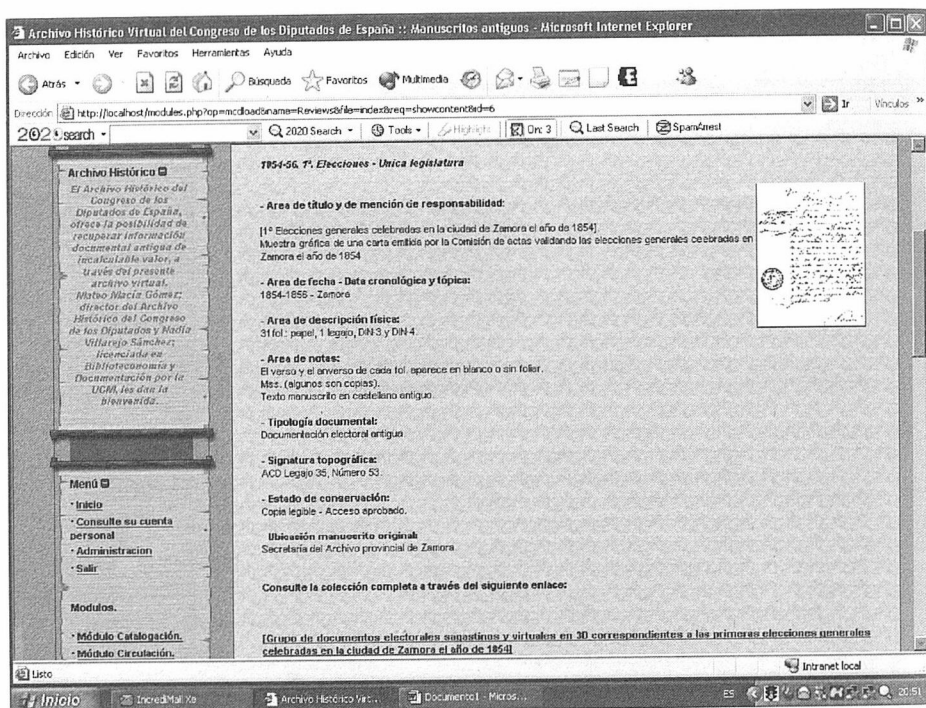 Archivo Histórico Virtual del Congreso de los Diputados de España :: Manuscritos antiguos - Microsoft Internet Explorer
Archivo Edición Ver Favoritos Herramientas Ayuda
Atrás Búsqueda Favoritos Multimedia
Dirección http://localhost/modules.php?op=modload&name=Reviews&file=index&req=showcontent&id=6 Ir Vínculos »
2020 search 2020 Search Tools Highlight On: 3 Last Search SpamArrest
Archivo Histórico
El Archivo Histórico del
Congreso de los
Diputados de España,
ofrece la posibilidad de
recuperar información
documental antigua de
incalculable valor, a
través del presente
archivo virtual.
Mateo Maciá Gómez;
director del Archivo
Histórico del Congreso
de los Diputados y Nadia
Villarejo Sánchez;
licenciada en
Biblioteconomía y
Documentación por la
UCM, les dan la
bienvenida.
Menú
· Inicio
· Consulte su cuenta
personal
· Administracion
· Salir
Modulos.
· Módulo Catalogación.
· Módulo Circulación.
1854-56. 1ª. Elecciones - Unica legislatura
- Area de título y de mención de responsabilidad:
[1ª Elecciones generales celebradas en la ciudad de Zamora el año de 1854].
Muestra gráfica de una carta emitida por la Comisión de actas validando las elecciones generales ceebradas en
Zamora el año de 1854
- Area de fecha - Data cronológica y tópica:
1854-1856 - Zamora
- Area de descripción física:
31 fol.: papel, 1 legajo, DIN-3 y DIN-4.
- Area de notas:
El verso y el anverso de cada fol. aparece en blanco o sin foliar.
Mss. (algunos son copias).
Texto manuscrito en castellano antiguo.
- Tipología documental:
Documentación electoral antigua.
- Signatura topográfica:
ACD Legajo 35, Número 53.
- Estado de conservación:
Copia legible - Acceso aprobado.
Ubicación manuscrito original:
Secretaría del Archivo provincial de Zamora
Consulte la colección completa a través del siguiente enlace:
[Grupo de documentos electorales sagastinos y virtuales en 3D correspondientes a las primeras elecciones generales
celebradas en la ciudad de Zamora el año de 1854]
Listo Intranet local
Inicio IncrediMail Xe Archivo Histórico Virt... Documento1 - Micros... ES 20:51